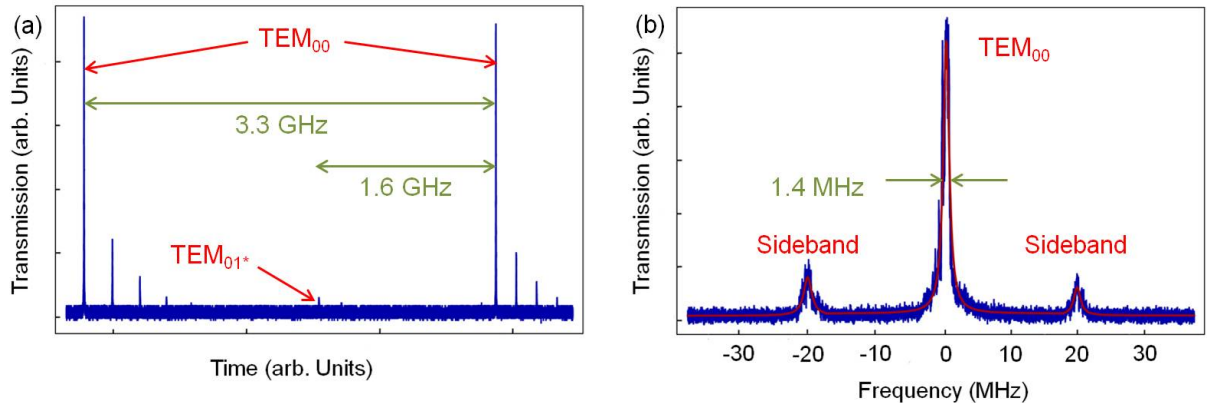 (a)
TEM₀₀
3.3 GHz
1.6 GHz
TEM₀₁*
Transmission (arb. Units)
Time (arb. Units)
(b)
TEM₀₀
1.4 MHz
Sideband
Sideband
Transmission (arb. Units)
-30 -20 -10 0 10 20 30
Frequency (MHz)